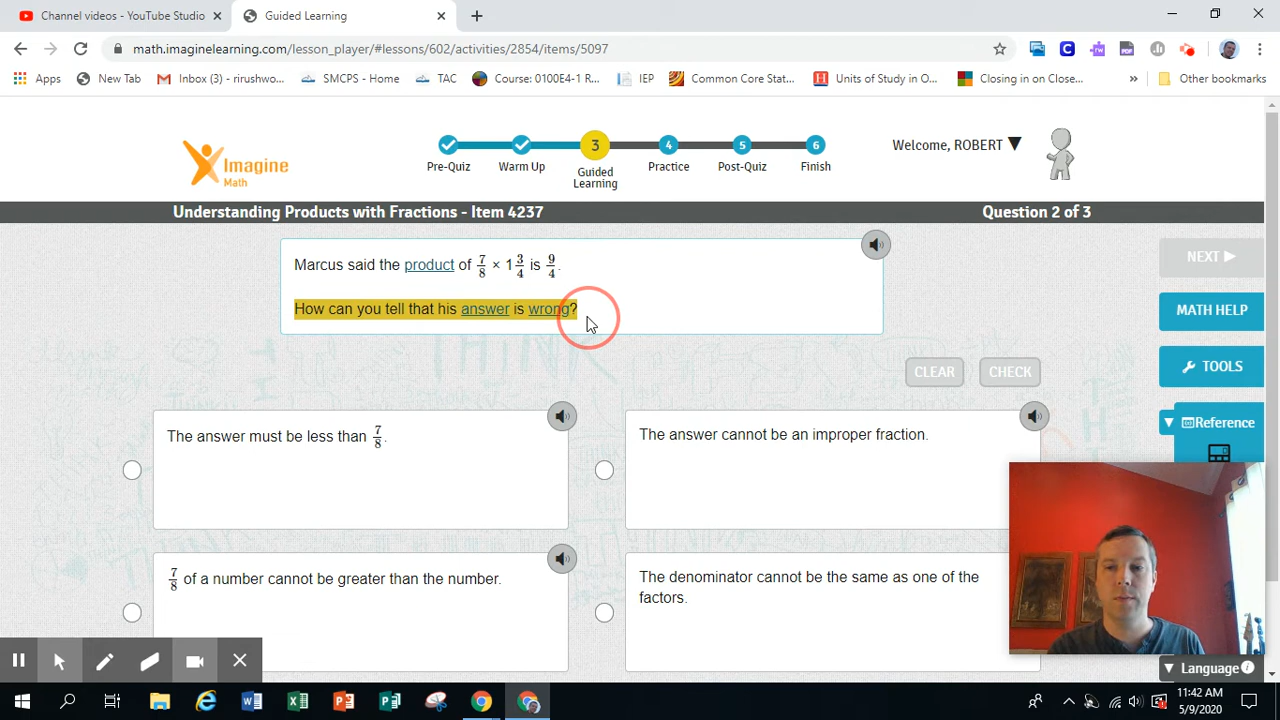 Channel videos - YouTube Studio
Guided Learning
math.imaginelearning.com/lesson_player/#lessons/602/activities/2854/items/5097
Apps
New Tab
Inbox (3) - rirushwo...
SMCPS - Home
TAC
Course: 0100E4-1 R...
IEP
Common Core Stat...
Units of Study in O...
Closing in on Close...
»
Other bookmarks
Imagine
Math
3
4
5
6
Pre-Quiz
Warm Up
Guided
Learning
Practice
Post-Quiz
Finish
Welcome, ROBERT
Understanding Products with Fractions - Item 4237
Question 2 of 3
NEXT
MATH HELP
TOOLS
Reference
Marcus said the product of 7/8 × 1 3/4 is 9/4.
How can you tell that his answer is wrong?
CLEAR
CHECK
The answer must be less than 7/8.
The answer cannot be an improper fraction.
7/8 of a number cannot be greater than the number.
The denominator cannot be the same as one of the
factors.
Language
11:42 AM
5/9/2020